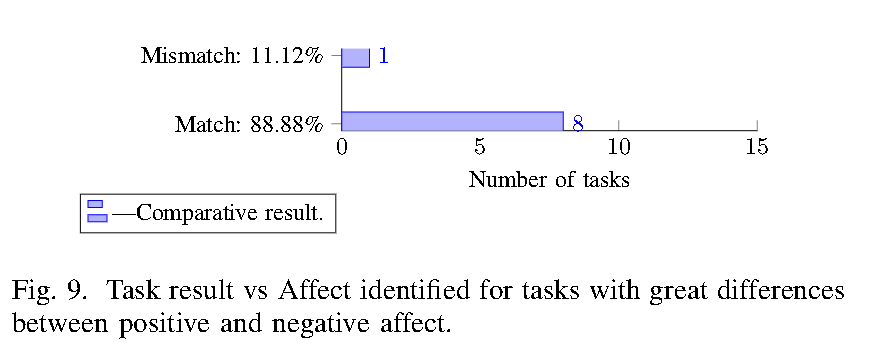 Mismatch: 11.12% 1
Match: 88.88% 8
0 5 10 15
Number of tasks
—Comparative result.
Fig. 9. Task result vs Affect identified for tasks with great differences
between positive and negative affect.